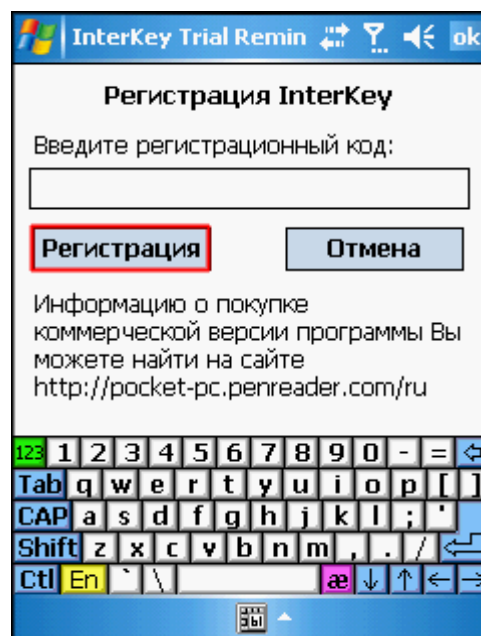 InterKey Trial Remin
ok
Регистрация InterKey
Введите регистрационный код:
Регистрация
Отмена
Информацию о покупке
коммерческой версии программы Вы
можете найти на сайте
http://pocket-pc.penreader.com/ru
123 1 2 3 4 5 6 7 8 9 0 - =
Tab q w e r t y u i o p [ ]
CAP a s d f g h j k l ; '
Shift z x c v b n m , . /
Ctl En ` \ æ ↓ ↑ ← →